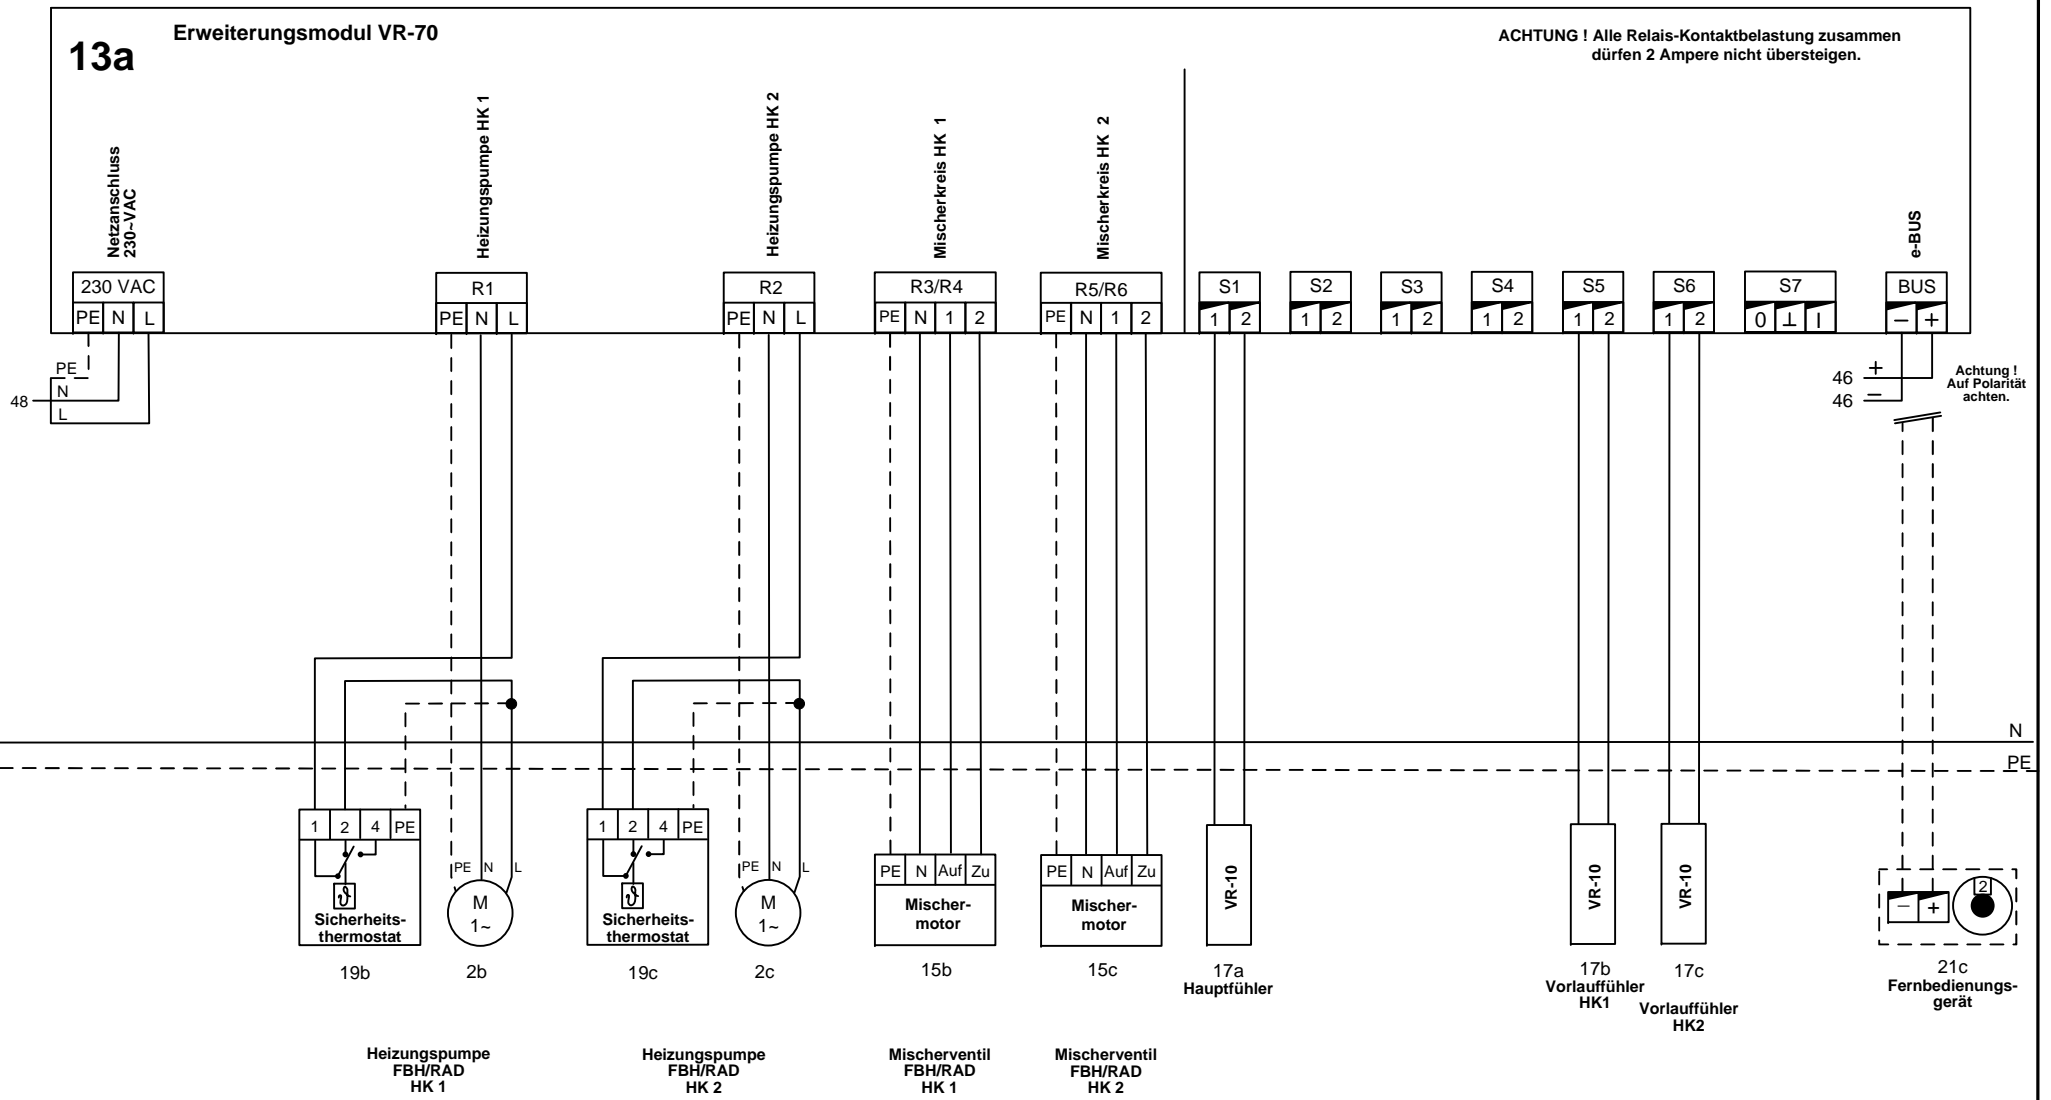 13a
Erweiterungsmodul VR-70
ACHTUNG ! Alle Relais-Kontaktbelastung zusammen
dürfen 2 Ampere nicht übersteigen.
Netzanschluss
230~VAC
Heizungspumpe HK 1
Heizungspumpe HK 2
Mischerkreis HK 1
Mischerkreis HK 2
e-BUS
230 VAC
R1
R2
R3/R4
R5/R6
S1
S2
S3
S4
S5
S6
S7
BUS
PE N L
PE N L
PE N L
PE N 1 2
PE N 1 2
1 2
1 2
1 2
1 2
1 2
1 2
0 ⊥ I
− +
PE
N
L
48
46 +
46 −
Achtung !
Auf Polarität
achten.
N
PE
1 2 4 PE
ϑ
Sicherheits-
thermostat
19b
PE N L
M
1~
2b
1 2 4 PE
ϑ
Sicherheits-
thermostat
19c
PE N L
M
1~
2c
PE N Auf Zu
Mischer-
motor
15b
PE N Auf Zu
Mischer-
motor
15c
VR-10
17a
Hauptfühler
VR-10
17b
Vorlauffühler
HK1
VR-10
17c
Vorlauffühler
HK2
− +
2
21c
Fernbedienungs-
gerät
Heizungspumpe
FBH/RAD
HK 1
Heizungspumpe
FBH/RAD
HK 2
Mischerventil
FBH/RAD
HK 1
Mischerventil
FBH/RAD
HK 2